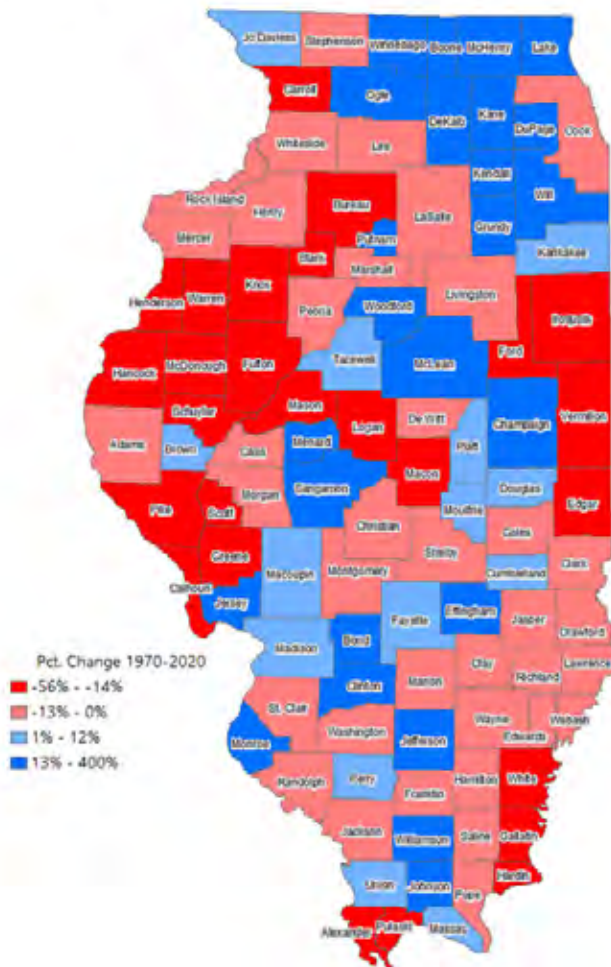 Jo Daviess
Stephenson
Winnebago
Boone
McHenry
Lake
Carroll
Ogle
DeKalb
Kane
DuPage
Cook
Whiteside
Lee
Kendall
Will
Rock Island
Henry
Bureau
LaSalle
Grundy
Mercer
Putnam
Kankakee
Stark
Marshall
Knox
Henderson
Warren
Peoria
Woodford
Livingston
Iroquois
Ford
Tazewell
McLean
Hancock
McDonough
Fulton
Mason
Schuyler
Logan
De Witt
Champaign
Vermilion
Adams
Brown
Cass
Menard
Piatt
Macon
Sangamon
Douglas
Morgan
Moultrie
Edgar
Pike
Scott
Christian
Coles
Shelby
Greene
Macoupin
Montgomery
Cumberland
Clark
Calhoun
Jersey
Fayette
Effingham
Jasper
Crawford
Madison
Bond
Clay
Richland
Lawrence
Clinton
Marion
St. Clair
Wayne
Edwards
Wabash
Washington
Jefferson
Monroe
Randolph
Perry
Franklin
Hamilton
White
Jackson
Williamson
Saline
Gallatin
Union
Johnson
Pope
Hardin
Alexander
Pulaski
Massac
Pct. Change 1970-2020
-56% - -14%
-13% - 0%
1% - 12%
13% - 400%